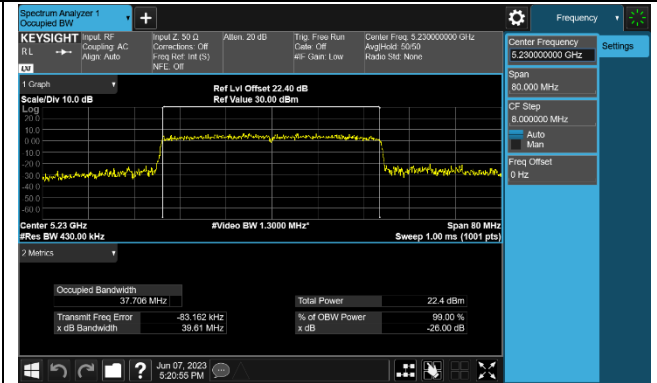 Spectrum Analyzer 1
Occupied BW
+
Frequency
KEYSIGHT
RL
LXI
Input: RF
Coupling: AC
Align: Auto
Input Z: 50 Ω
Corrections: Off
Freq Ref: Int (S)
NFE: Off
Atten: 20 dB
Trig: Free Run
Gate: Off
#IF Gain: Low
Center Freq: 5.230000000 GHz
Avg|Hold: 50/50
Radio Std: None
Center Frequency
5.230000000 GHz
Settings
Span
80.000 MHz
CF Step
8.000000 MHz
Auto
Man
Freq Offset
0 Hz
1 Graph
Scale/Div 10.0 dB
Ref Lvl Offset 22.40 dB
Ref Value 30.00 dBm
Log
20.0
10.0
0.00
-10.0
-20.0
-30.0
-40.0
-50.0
-60.0
Center 5.23 GHz
#Res BW 430.00 kHz
#Video BW 1.3000 MHz*
Span 80 MHz
Sweep 1.00 ms (1001 pts)
2 Metrics
Occupied Bandwidth
37.706 MHz
Total Power 22.4 dBm
Transmit Freq Error -83.162 kHz
% of OBW Power 99.00 %
x dB Bandwidth 39.61 MHz
x dB -26.00 dB
?
Jun 07, 2023
5:20:55 PM